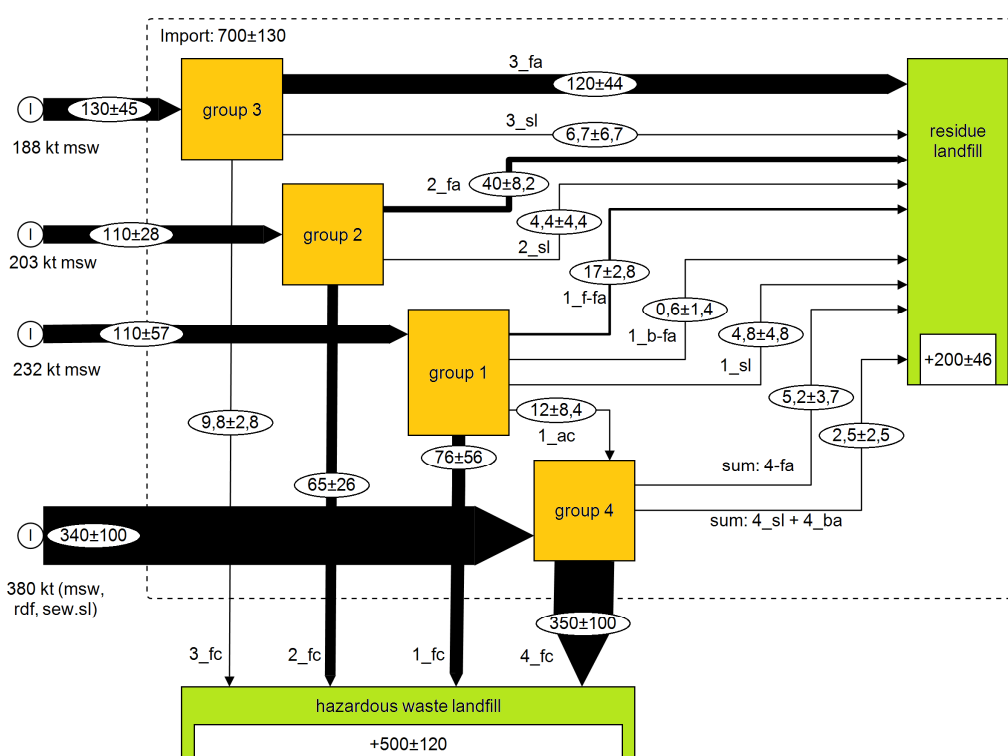 Import: 700±130
3_fa
120±44
group 3
I
130±45
188 kt msw
3_sl
6,7±6,7
residue
landfill
2_fa
40±8,2
group 2
I
110±28
203 kt msw
4,4±4,4
2_sl
17±2,8
1_f-fa
0,6±1,4
1_b-fa
4,8±4,8
1_sl
I
110±57
232 kt msw
group 1
+200±46
5,2±3,7
2,5±2,5
12±8,4
1_ac
9,8±2,8
76±56
65±26
sum: 4-fa
group 4
sum: 4_sl + 4_ba
I
340±100
380 kt (msw,
rdf, sew.sl)
350±100
3_fc
2_fc
1_fc
4_fc
hazardous waste landfill
+500±120